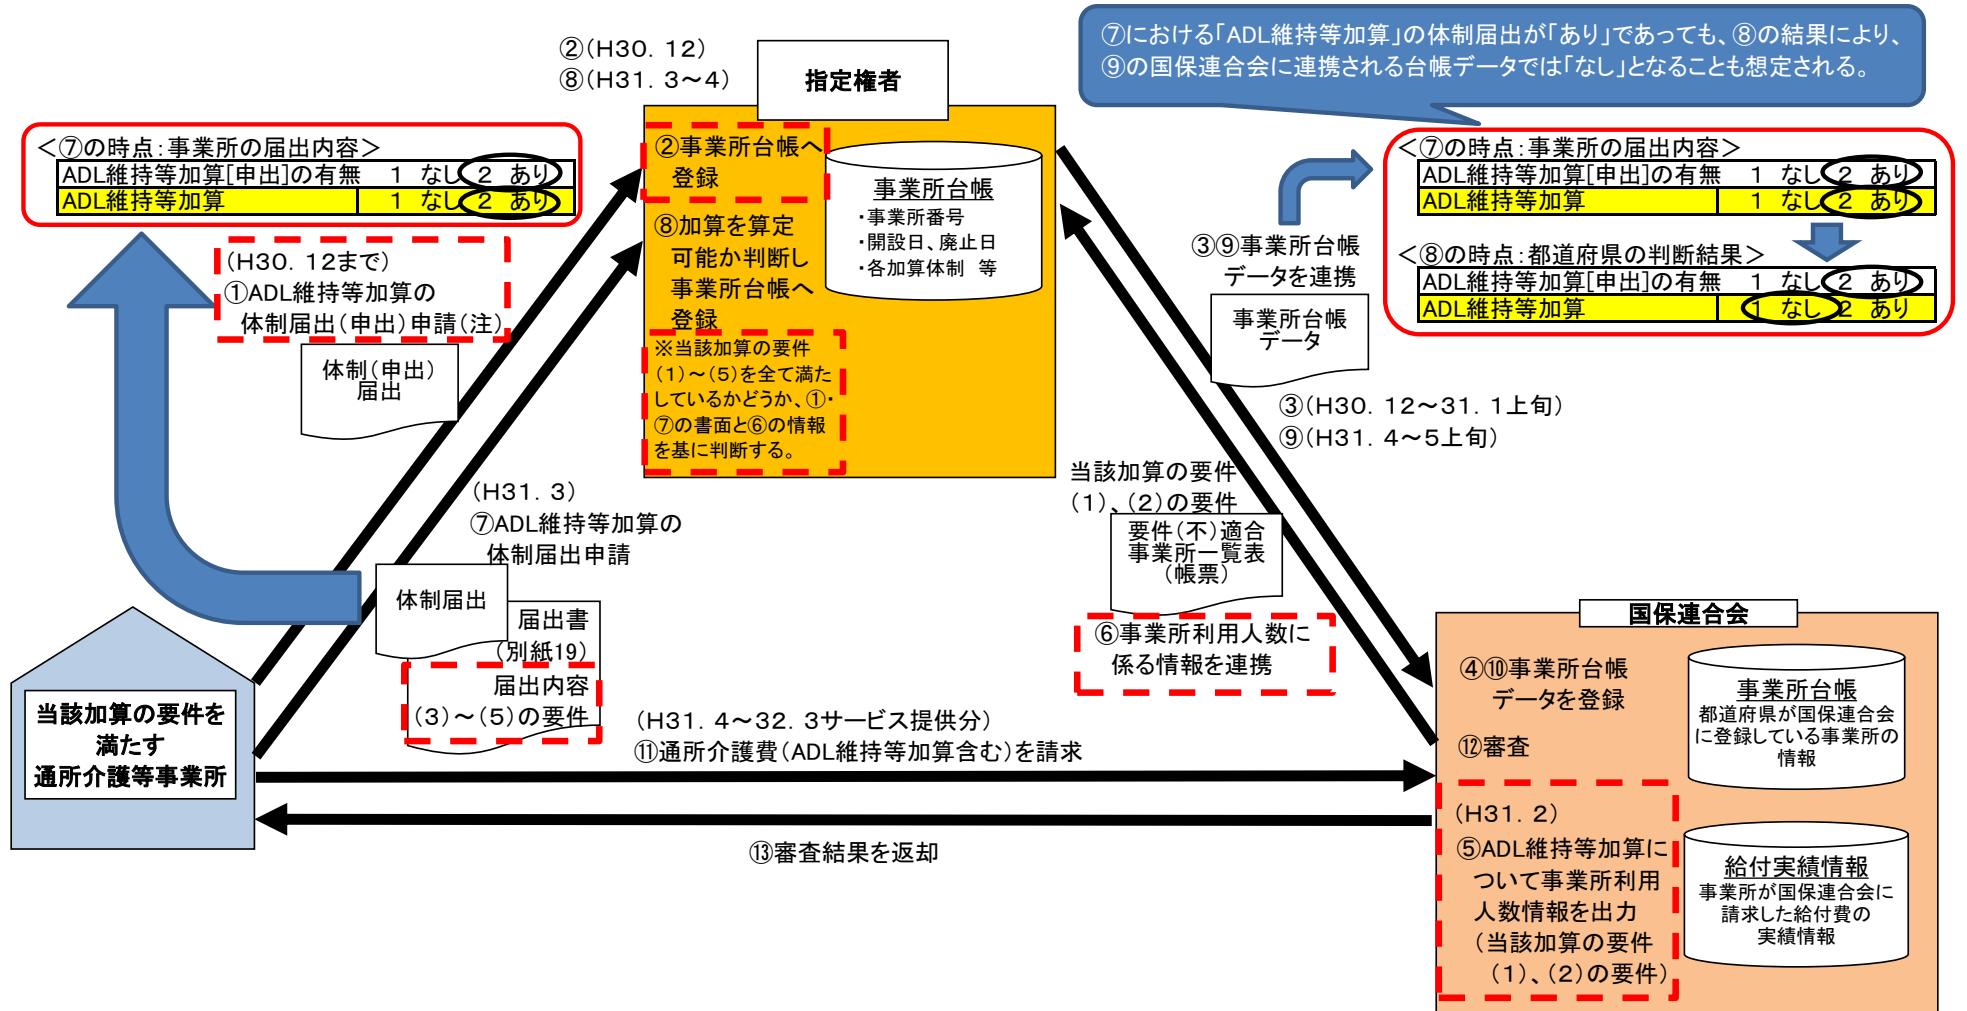 ②(H30．12)
⑧(H31．3～4)
指定権者
⑦における「ADL維持等加算」の体制届出が「あり」であっても、⑧の結果により、
⑨の国保連合会に連携される台帳データでは「なし」となることも想定される。
＜⑦の時点：事業所の届出内容＞
ADL維持等加算[申出]の有無 1 なし 2 あり
ADL維持等加算 1 なし 2 あり
(H30．12まで)
①ADL維持等加算の
体制届出(申出)申請(注)
体制(申出)
届出
②事業所台帳へ
登録
⑧加算を算定
可能か判断し
事業所台帳へ
登録
※当該加算の要件
(1)～(5)を全て満た
しているかどうか、①・
⑦の書面と⑥の情報
を基に判断する。
事業所台帳
・事業所番号
・開設日、廃止日
・各加算体制 等
③⑨事業所台帳
データを連携
事業所台帳
データ
③(H30．12～31．1上旬)
⑨(H31．4～5上旬)
＜⑦の時点：事業所の届出内容＞
ADL維持等加算[申出]の有無 1 なし 2 あり
ADL維持等加算 1 なし 2 あり
＜⑧の時点：都道府県の判断結果＞
ADL維持等加算[申出]の有無 1 なし 2 あり
ADL維持等加算 1 なし 2 あり
(H31．3)
⑦ADL維持等加算の
体制届出申請
体制届出
届出書
(別紙19)
届出内容
(3)～(5)の要件
当該加算の要件
(1)、(2)の要件
要件(不)適合
事業所一覧表
(帳票)
⑥事業所利用人数に
係る情報を連携
当該加算の要件を
満たす
通所介護等事業所
(H31．4～32．3サービス提供分)
⑪通所介護費(ADL維持等加算含む)を請求
⑬審査結果を返却
国保連合会
④⑩事業所台帳
データを登録
⑫審査
事業所台帳
都道府県が国保連合会
に登録している事業所の
情報
(H31．2)
⑤ADL維持等加算に
ついて事業所利用
人数情報を出力
(当該加算の要件
(1)、(2)の要件)
給付実績情報
事業所が国保連合会に
請求した給付費の
実績情報